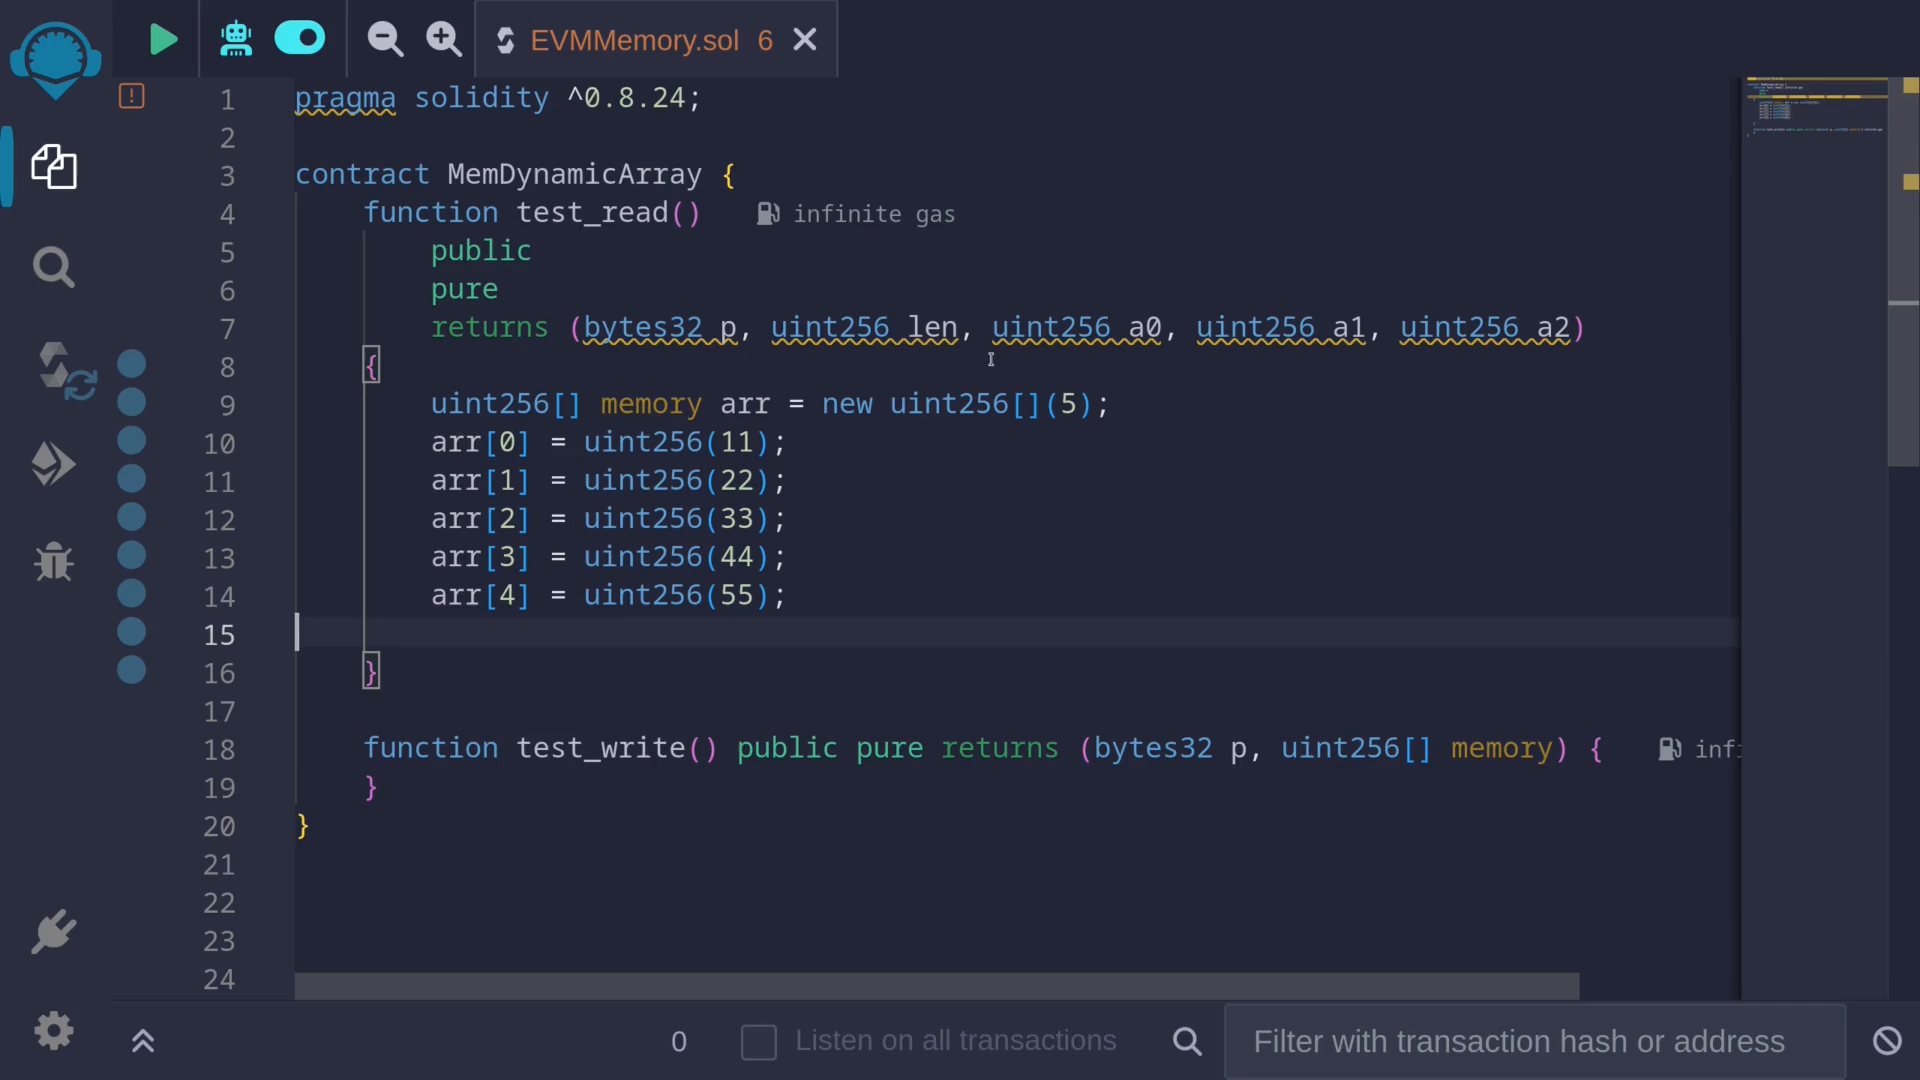 EVMMemory.sol 6
1 pragma solidity ^0.8.24;
2
3 contract MemDynamicArray {
4 function test_read() infinite gas
5 public
6 pure
7 returns (bytes32 p, uint256 len, uint256 a0, uint256 a1, uint256 a2)
8 {
9 uint256[] memory arr = new uint256[](5);
10 arr[0] = uint256(11);
11 arr[1] = uint256(22);
12 arr[2] = uint256(33);
13 arr[3] = uint256(44);
14 arr[4] = uint256(55);
15
16 }
17
18 function test_write() public pure returns (bytes32 p, uint256[] memory) { infi
19 }
20 }
21
22
23
24
0 Listen on all transactions Filter with transaction hash or address